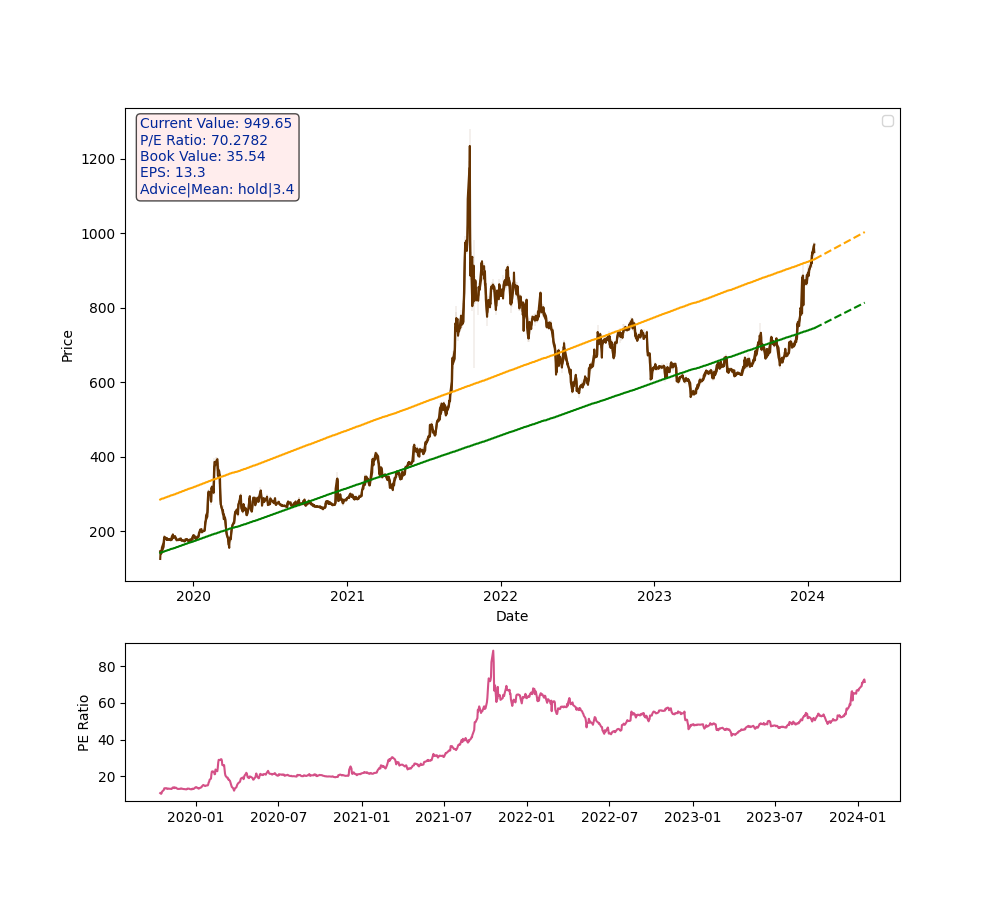 Current Value: 949.65
P/E Ratio: 70.2782
Book Value: 35.54
EPS: 13.3
Advice|Mean: hold|3.4
1200
1000
800
600
400
200
Price
2020 2021 2022 2023 2024
Date
80
60
40
20
PE Ratio
2020-01 2020-07 2021-01 2021-07 2022-01 2022-07 2023-01 2023-07 2024-01